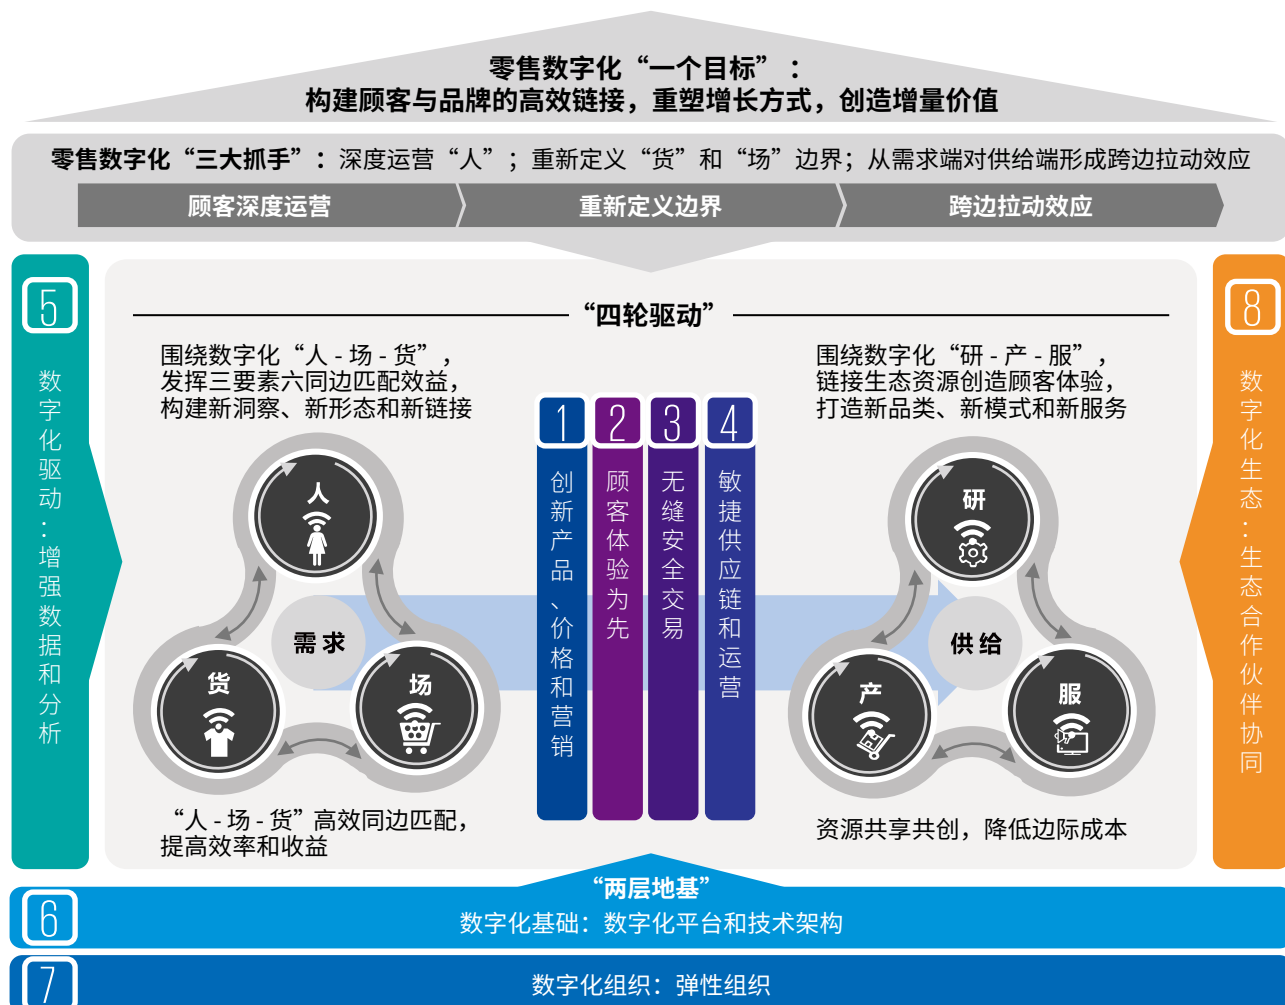 零售数字化“一个目标”：
构建顾客与品牌的高效链接，重塑增长方式，创造增量价值
零售数字化“三大抓手”：深度运营“人”；重新定义“货”和“场”边界；从需求端对供给端形成跨边拉动效应
顾客深度运营
重新定义边界
跨边拉动效应
5
数字化驱动：增强数据和分析
“四轮驱动”
围绕数字化“人 - 场 - 货”，
发挥三要素六同边匹配效益，
构建新洞察、新形态和新链接
人
货
场
需求
“人 - 场 - 货”高效同边匹配，
提高效率和收益
1
创新产品、价格和营销
2
顾客体验为先
3
无缝安全交易
4
敏捷供应链和运营
围绕数字化“研 - 产 - 服”，
链接生态资源创造顾客体验，
打造新品类、新模式和新服务
研
产
服
供给
资源共享共创，降低边际成本
8
数字化生态：生态合作伙伴协同
“两层地基”
6
数字化基础：数字化平台和技术架构
7
数字化组织：弹性组织